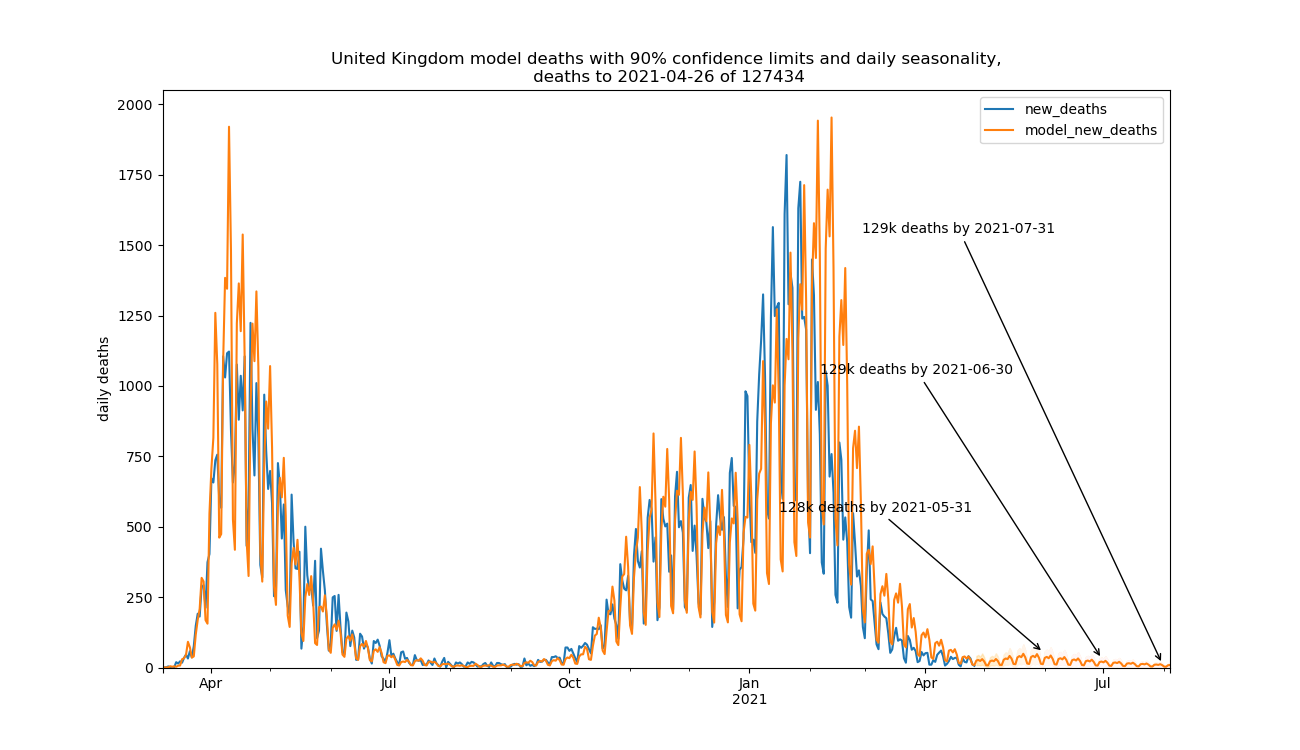 United Kingdom model deaths with 90% confidence limits and daily seasonality,
deaths to 2021-04-26 of 127434
new_deaths
model_new_deaths
129k deaths by 2021-07-31
129k deaths by 2021-06-30
128k deaths by 2021-05-31
daily deaths
2000
1750
1500
1250
1000
750
500
250
0
Apr
Jul
Oct
Jan
2021
Apr
Jul